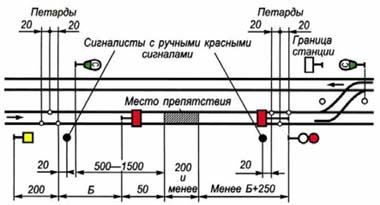 Петарды
20 20
Петарды
20 20
Сигналисты с ручными красными
сигналами
Граница
станции
Место препятствия
20
500—1500
200
и
менее
20
200
Б
50
Менее Б+250